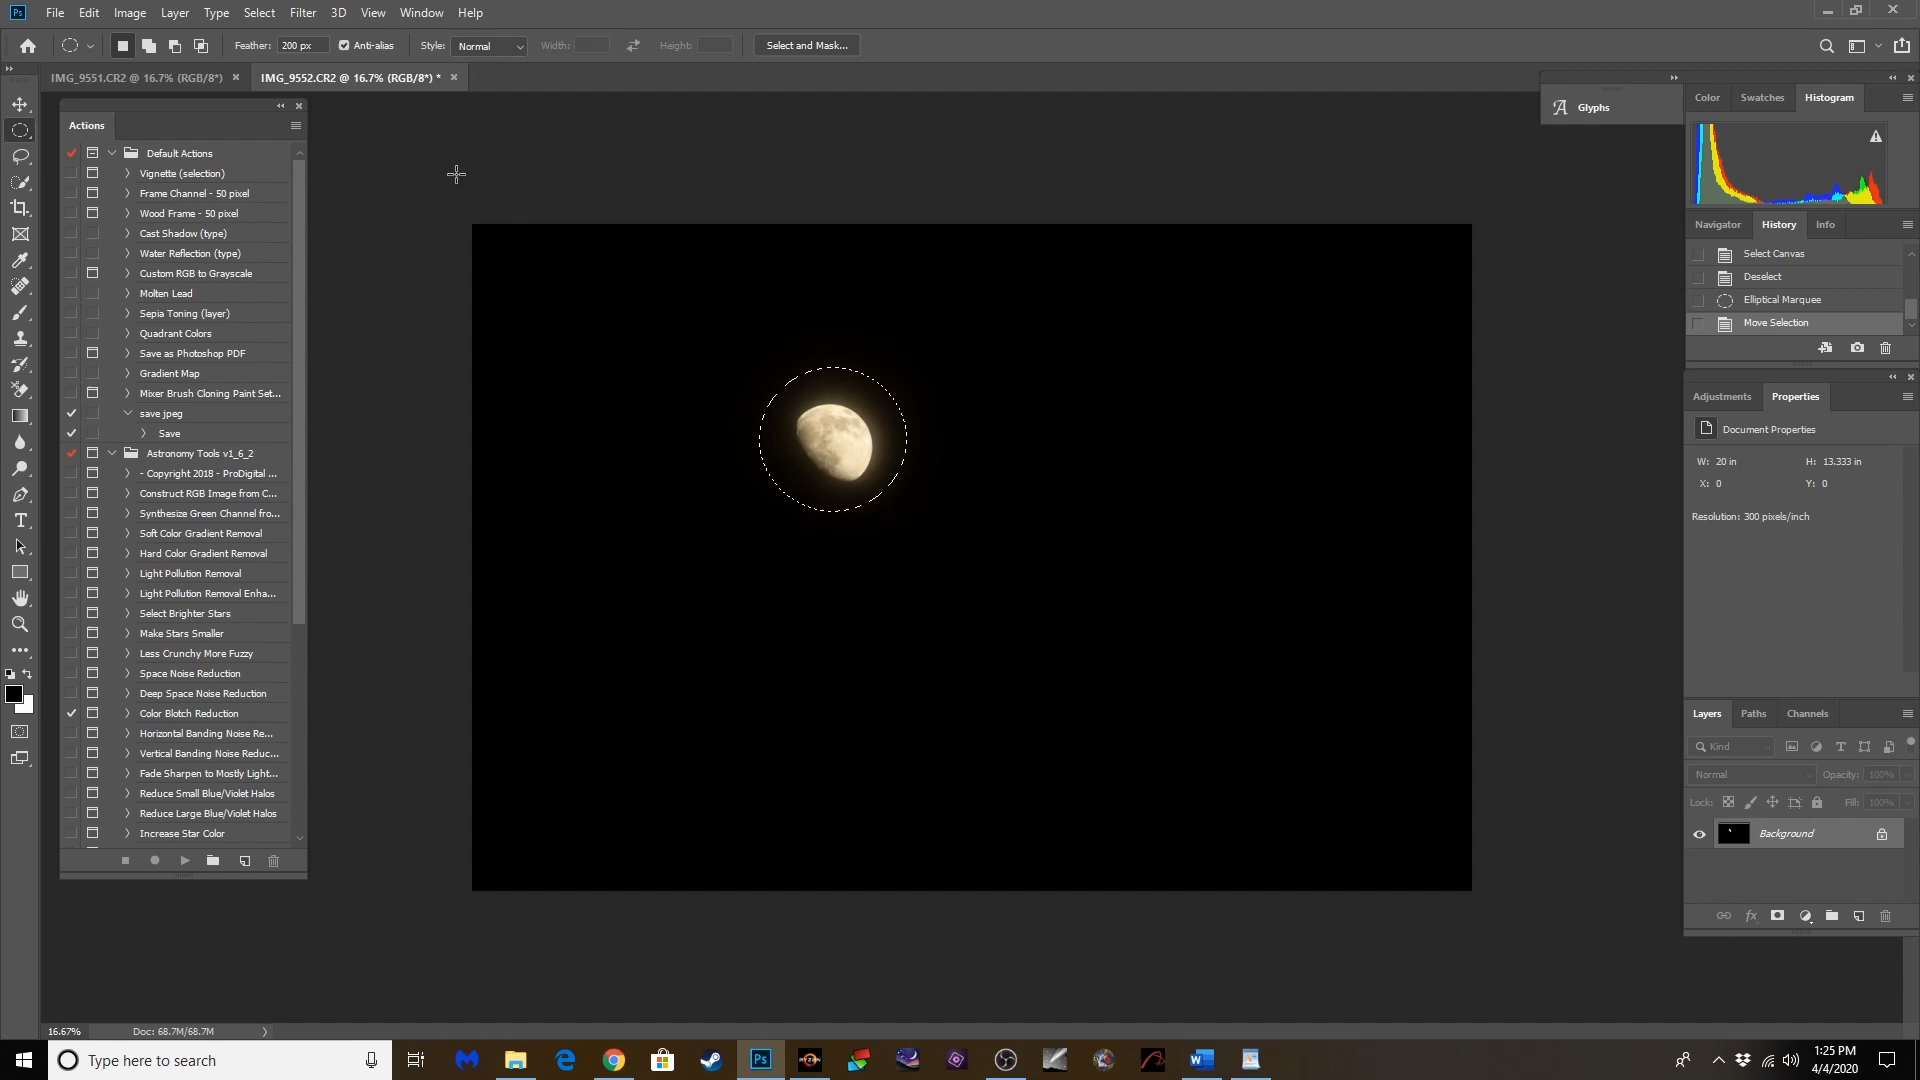 Ps File Edit Image Layer Type Select Filter 3D View Window Help
Feather: 200 px Anti-alias Style: Normal Width: Height: Select and Mask...
IMG_9551.CR2 @ 16.7% (RGB/8*) × IMG_9552.CR2 @ 16.7% (RGB/8*) * ×
Actions
Default Actions
Vignette (selection)
Frame Channel - 50 pixel
Wood Frame - 50 pixel
Cast Shadow (type)
Water Reflection (type)
Custom RGB to Grayscale
Molten Lead
Sepia Toning (layer)
Quadrant Colors
Save as Photoshop PDF
Gradient Map
Mixer Brush Cloning Paint Set...
save jpeg
Save
Astronomy Tools v1_6_2
- Copyright 2018 - ProDigital ...
Construct RGB Image from C...
Synthesize Green Channel fro...
Soft Color Gradient Removal
Hard Color Gradient Removal
Light Pollution Removal
Light Pollution Removal Enha...
Select Brighter Stars
Make Stars Smaller
Less Crunchy More Fuzzy
Space Noise Reduction
Deep Space Noise Reduction
Color Blotch Reduction
Horizontal Banding Noise Re...
Vertical Banding Noise Reduc...
Fade Sharpen to Mostly Light...
Reduce Small Blue/Violet Halos
Reduce Large Blue/Violet Halos
Increase Star Color
Glyphs
Color Swatches Histogram
Navigator History Info
Select Canvas
Deselect
Elliptical Marquee
Move Selection
Adjustments Properties
Document Properties
W: 20 in H: 13.333 in
X: 0 Y: 0
Resolution: 300 pixels/inch
Layers Paths Channels
Kind
Normal Opacity: 100%
Lock: Fill: 100%
Background
16.67% Doc: 68.7M/68.7M
Type here to search
Ps
RYZEN
1:25 PM
4/4/2020